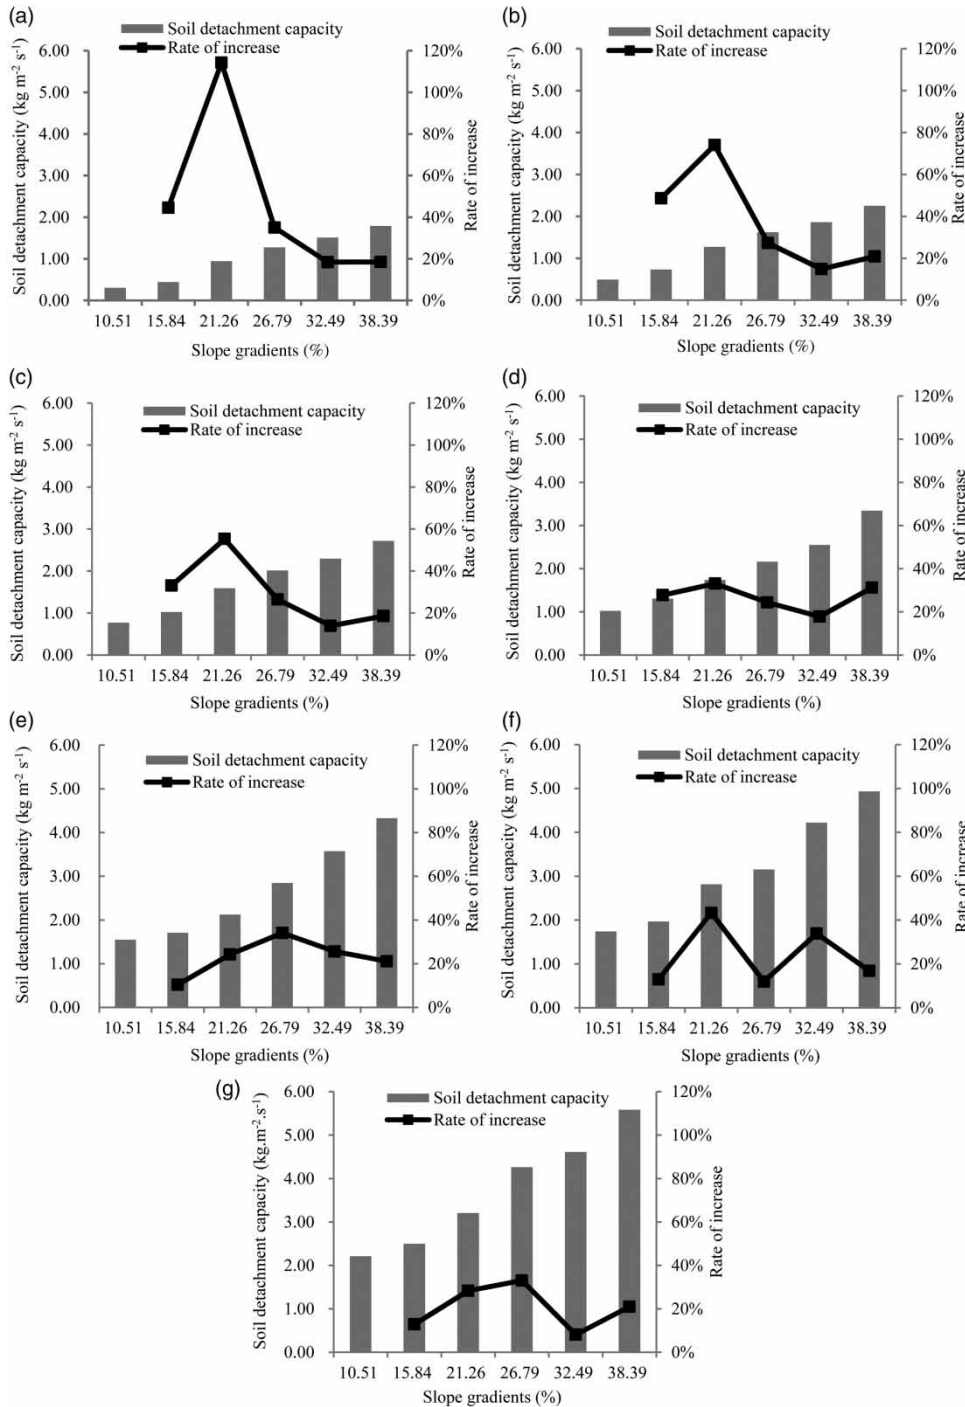 (a)
Soil detachment capacity
Rate of increase
Soil detachment capacity (kg m⁻² s⁻¹)
6.00
5.00
4.00
3.00
2.00
1.00
0.00
120%
100%
80%
60%
40%
20%
0%
Rate of increase
10.51 15.84 21.26 26.79 32.49 38.39
Slope gradients (%)
(b)
Soil detachment capacity
Rate of increase
Soil detachment capacity (kg m⁻² s⁻¹)
6.00
5.00
4.00
3.00
2.00
1.00
0.00
120%
100%
80%
60%
40%
20%
0%
Rate of increase
10.51 15.84 21.26 26.79 32.49 38.39
Slope gradients (%)
(c)
Soil detachment capacity
Rate of increase
Soil detachment capacity (kg m⁻² s⁻¹)
6.00
5.00
4.00
3.00
2.00
1.00
0.00
120%
100%
80%
60%
40%
20%
0%
Rate of increase
10.51 15.84 21.26 26.79 32.49 38.39
Slope gradients (%)
(d)
Soil detachment capacity
Rate of increase
Soil detachment capacity (kg m⁻² s⁻¹)
6.00
5.00
4.00
3.00
2.00
1.00
0.00
120%
100%
80%
60%
40%
20%
0%
Rate of increase
10.51 15.84 21.26 26.79 32.49 38.39
Slope gradients (%)
(e)
Soil detachment capacity
Rate of increase
Soil detachment capacity (kg m⁻² s⁻¹)
6.00
5.00
4.00
3.00
2.00
1.00
0.00
120%
100%
80%
60%
40%
20%
0%
Rate of increase
10.51 15.84 21.26 26.79 32.49 38.39
Slope gradients (%)
(f)
Soil detachment capacity
Rate of increase
Soil detachment capacity (kg m⁻² s⁻¹)
6.00
5.00
4.00
3.00
2.00
1.00
0.00
120%
100%
80%
60%
40%
20%
0%
Rate of increase
10.51 15.84 21.26 26.79 32.49 38.39
Slope gradients (%)
(g)
Soil detachment capacity
Rate of increase
Soil detachment capacity (kg.m⁻².s⁻¹)
6.00
5.00
4.00
3.00
2.00
1.00
0.00
120%
100%
80%
60%
40%
20%
0%
Rate of increase
10.51 15.84 21.26 26.79 32.49 38.39
Slope gradients (%)